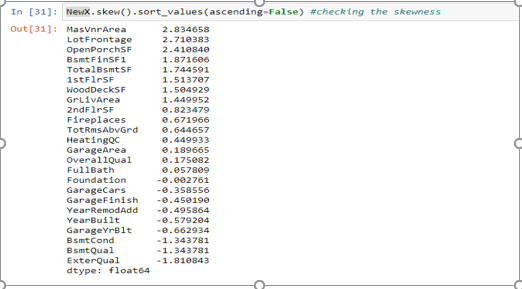 In [31]: NewX.skew().sort_values(ascending=False) #checking the skewness
Out[31]: MasVnrArea 2.834658
LotFrontage 2.710383
OpenPorchSF 2.410840
BsmtFinSF1 1.871606
TotalBsmtSF 1.744591
1stFlrSF 1.513707
WoodDeckSF 1.504929
GrLivArea 1.449952
2ndFlrSF 0.823479
Fireplaces 0.671966
TotRmsAbvGrd 0.644657
HeatingQC 0.449933
GarageArea 0.189665
OverallQual 0.175082
FullBath 0.057809
Foundation -0.002761
GarageCars -0.358556
GarageFinish -0.450190
YearRemodAdd -0.495864
YearBuilt -0.579204
GarageYrBlt -0.662934
BsmtCond -1.343781
BsmtQual -1.343781
ExterQual -1.810843
dtype: float64